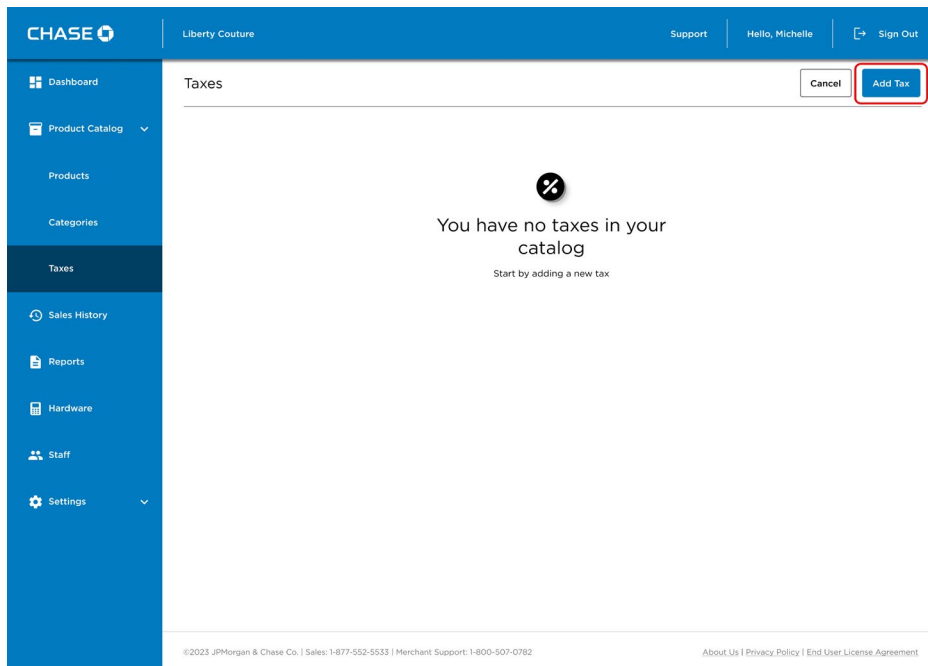 CHASE
Liberty Couture
Support
Hello, Michelle
Sign Out
Dashboard
Product Catalog
Products
Categories
Taxes
Sales History
Reports
Hardware
Staff
Settings
Taxes
Cancel
Add Tax
You have no taxes in your
catalog
Start by adding a new tax
©2023 JPMorgan & Chase Co. | Sales: 1-877-552-5533 | Merchant Support: 1-800-507-0782
About Us | Privacy Policy | End User License Agreement